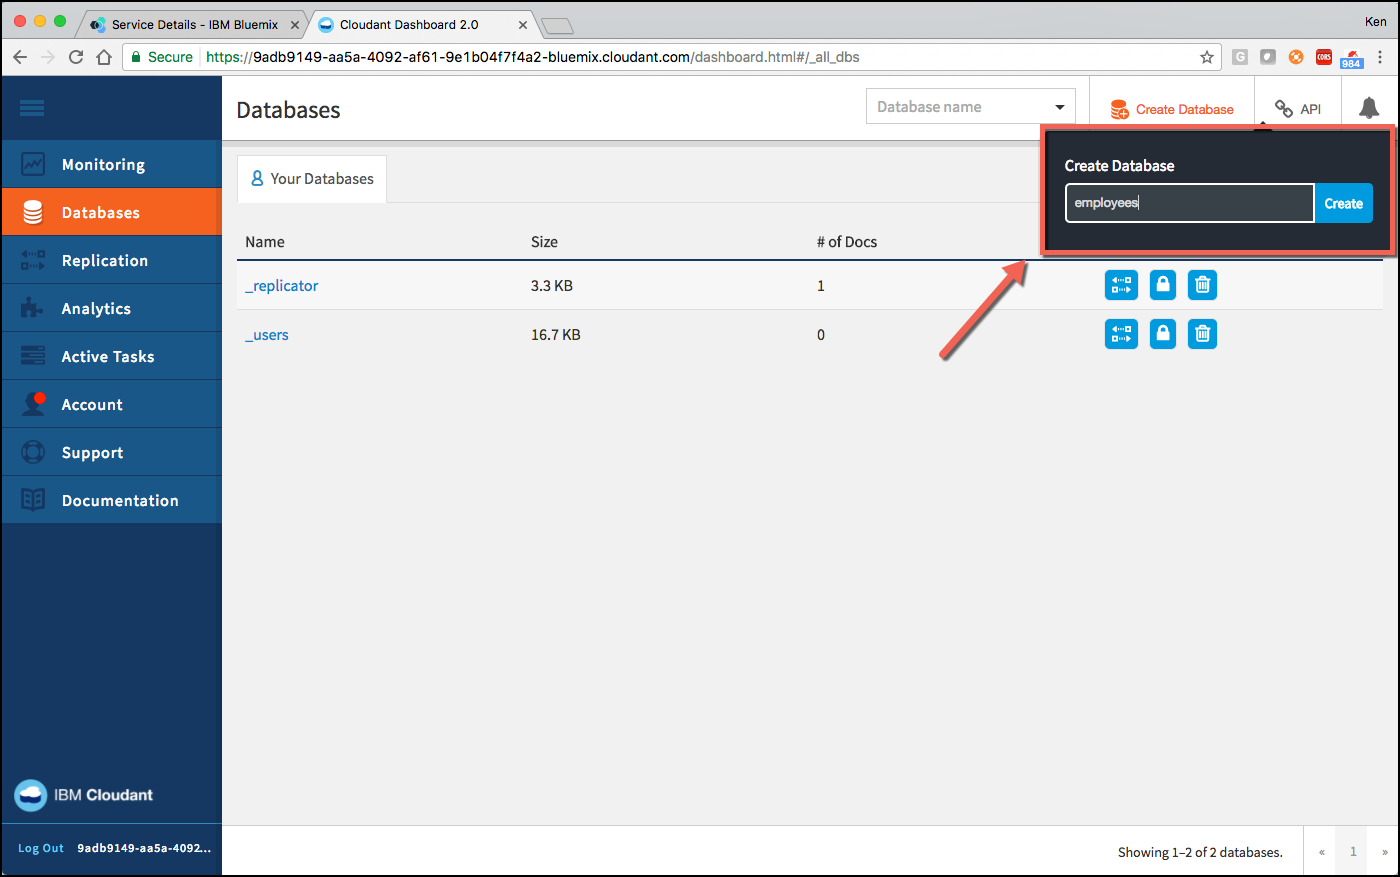 Service Details - IBM Bluemix
Cloudant Dashboard 2.0
Ken
Secure https://9adb9149-aa5a-4092-af61-9e1b04f7f4a2-bluemix.cloudant.com/dashboard.html#/_all_dbs
G
CORS
984
Databases
Database name
Create Database
API
Monitoring
Databases
Replication
Analytics
Active Tasks
Account
Support
Documentation
Your Databases
Create Database
employees
Create
Name Size # of Docs
_replicator 3.3 KB 1
_users 16.7 KB 0
IBM Cloudant
Log Out 9adb9149-aa5a-4092...
Showing 1–2 of 2 databases.
« 1 »